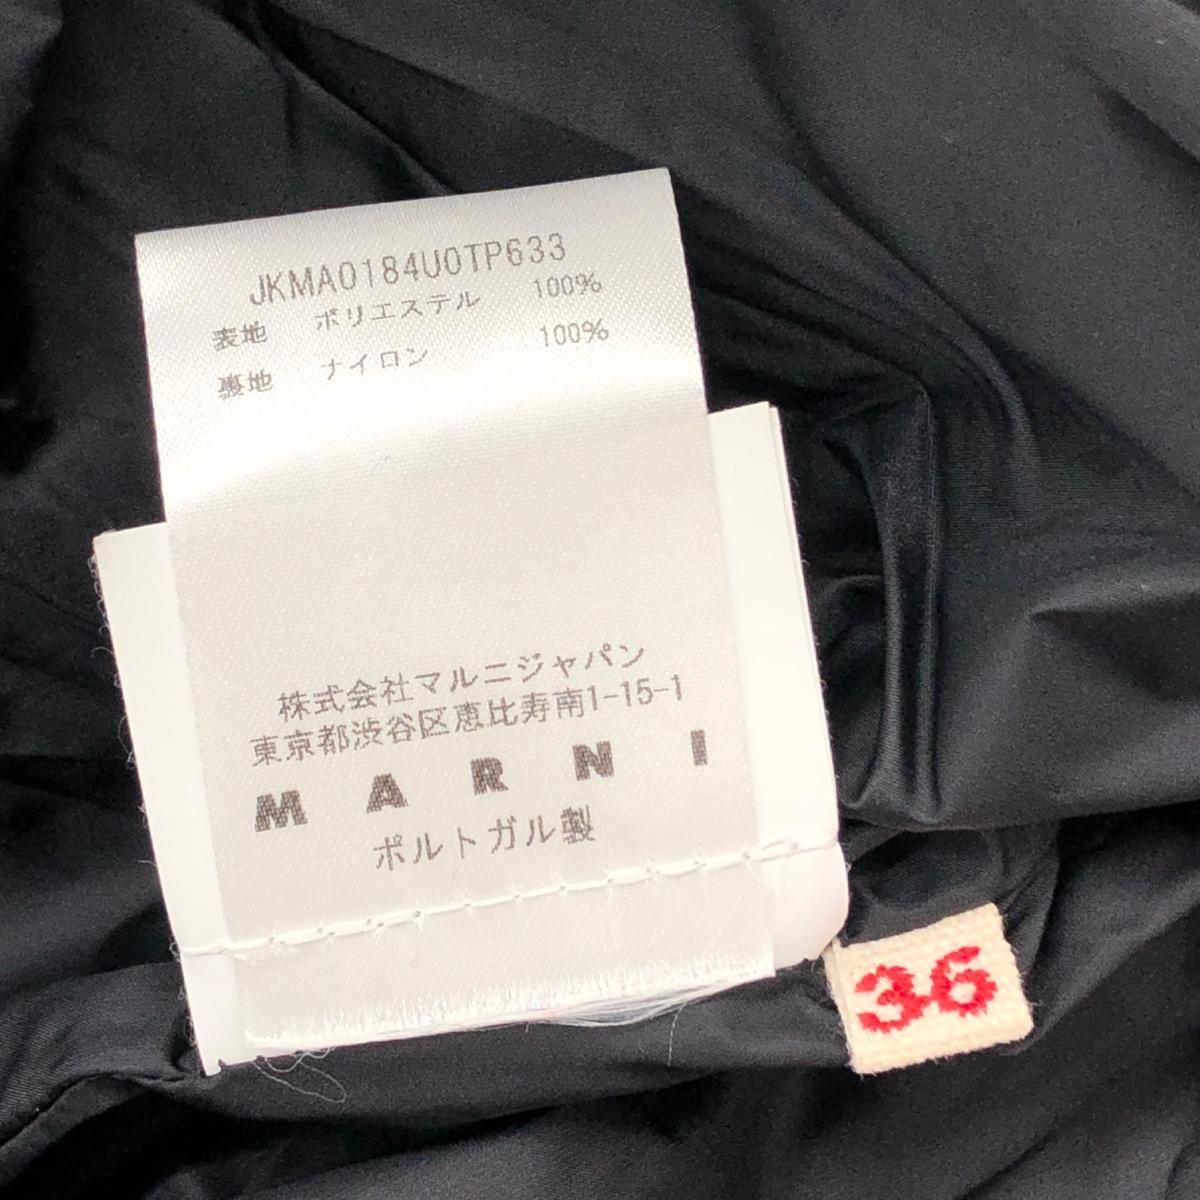 JKMA0184U0TP633
表地 ポリエステル 100%
裏地 ナイロン 100%
株式会社マルニジャパン
東京都渋谷区恵比寿南1-15-1
MARNI
ポルトガル製
36